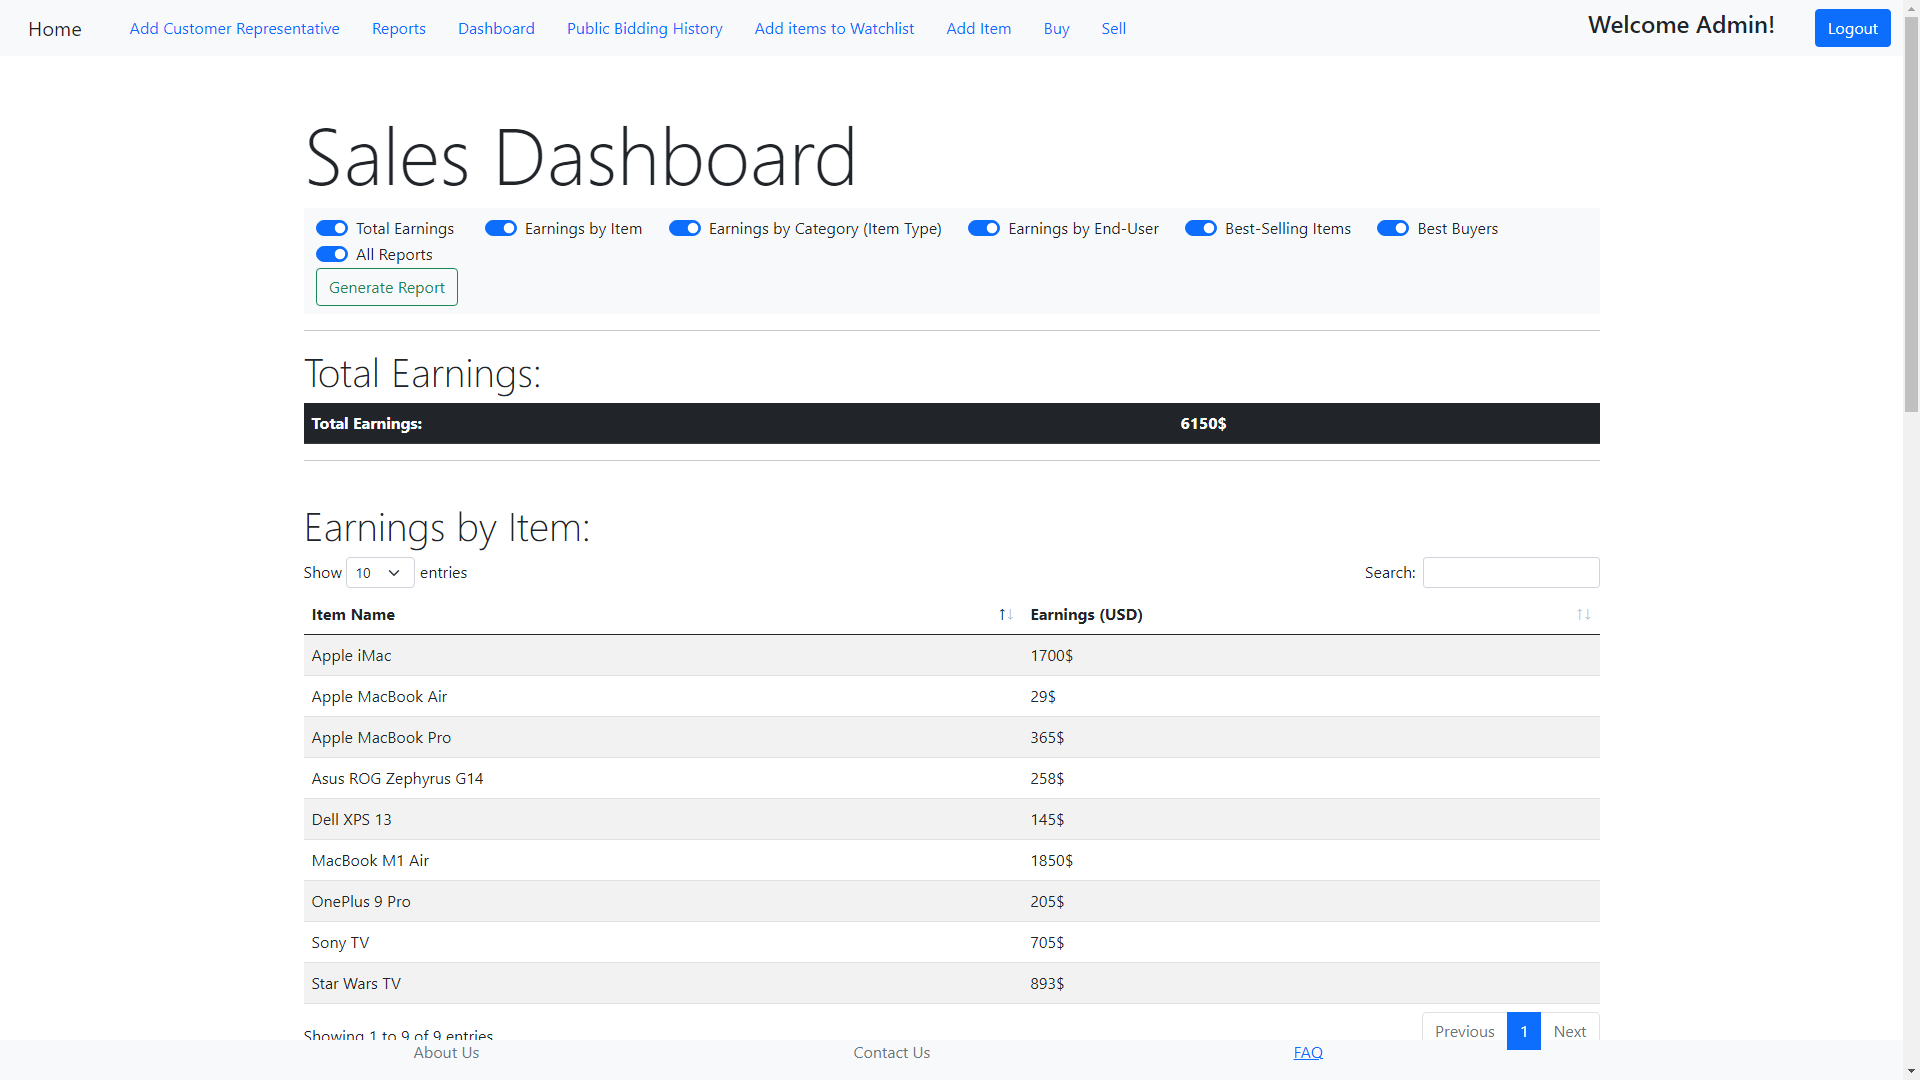 Home Add Customer Representative Reports Dashboard Public Bidding History Add items to Watchlist Add Item Buy Sell Welcome Admin! Logout
Sales Dashboard
Total Earnings Earnings by Item Earnings by Category (Item Type) Earnings by End-User Best-Selling Items Best Buyers
All Reports
Generate Report
Total Earnings:
Total Earnings: 6150$
Earnings by Item:
Show 10 entries Search:
Item Name Earnings (USD)
Apple iMac 1700$
Apple MacBook Air 29$
Apple MacBook Pro 365$
Asus ROG Zephyrus G14 258$
Dell XPS 13 145$
MacBook M1 Air 1850$
OnePlus 9 Pro 205$
Sony TV 705$
Star Wars TV 893$
Showing 1 to 9 of 9 entries Previous 1 Next
About Us Contact Us FAQ